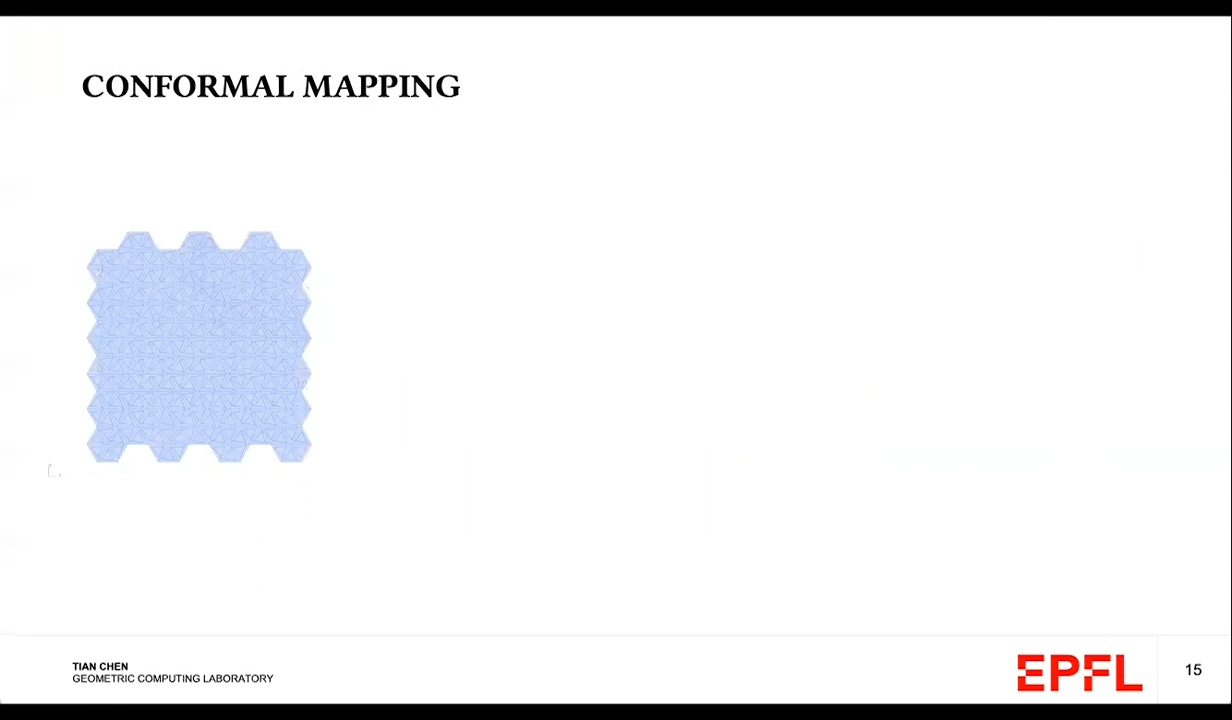 CONFORMAL MAPPING
TIAN CHEN
GEOMETRIC COMPUTING LABORATORY
EPFL
15